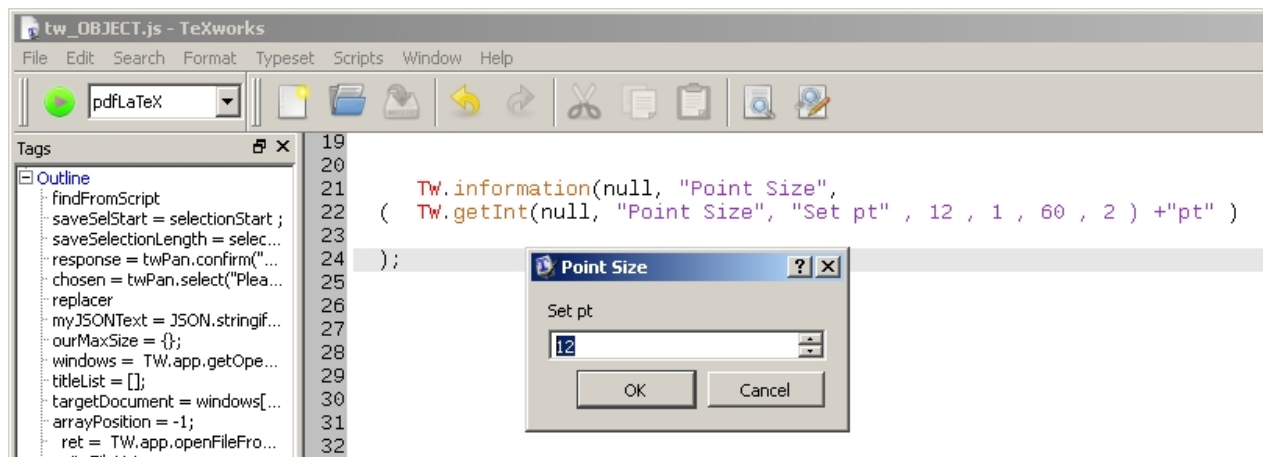 tw_OBJECT.js - TeXworks
File Edit Search Format Typeset Scripts Window Help
pdfLaTeX
Tags
Outline
findFromScript
saveSelStart = selectionStart ;
saveSelectionLength = selec...
response = twPan.confirm("...
chosen = twPan.select("Plea...
replacer
myJSONText = JSON.stringif...
ourMaxSize = {};
windows = TW.app.getOpe...
titleList = [];
targetDocument = windows[...
arrayPosition = -1;
ret = TW.app.openFileFro...
19
20
21 TW.information(null, "Point Size",
22 ( TW.getInt(null, "Point Size", "Set pt" , 12 , 1 , 60 , 2 ) +"pt" )
23
24 );
25
26
27
28
29
30
31
32
Point Size
Set pt
12
OK Cancel